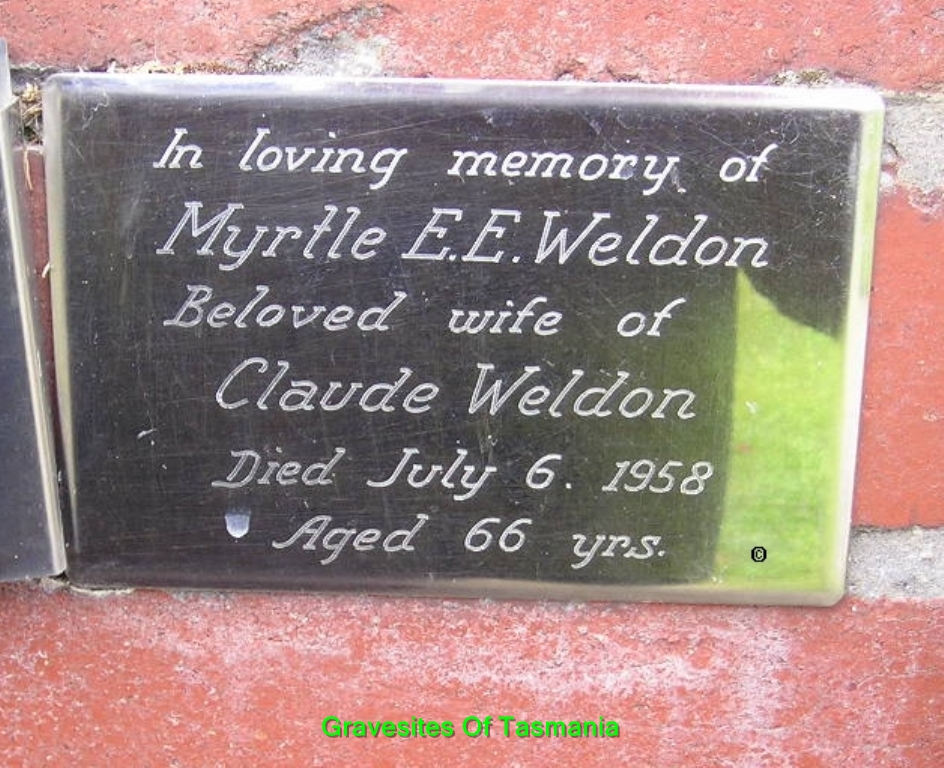 In loving memory of
Myrtle E.E. Weldon
Beloved wife of
Claude Weldon
Died July 6. 1958
Aged 66 yrs.
©
Gravesites Of Tasmania